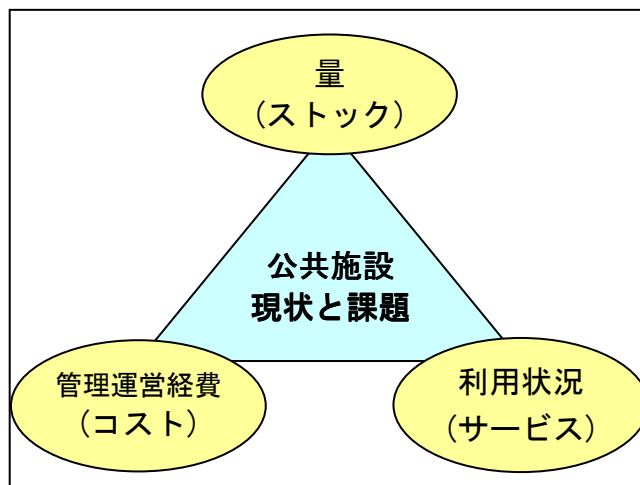 量
（ストック）
公共施設
現状と課題
管理運営経費
（コスト）
利用状況
（サービス）